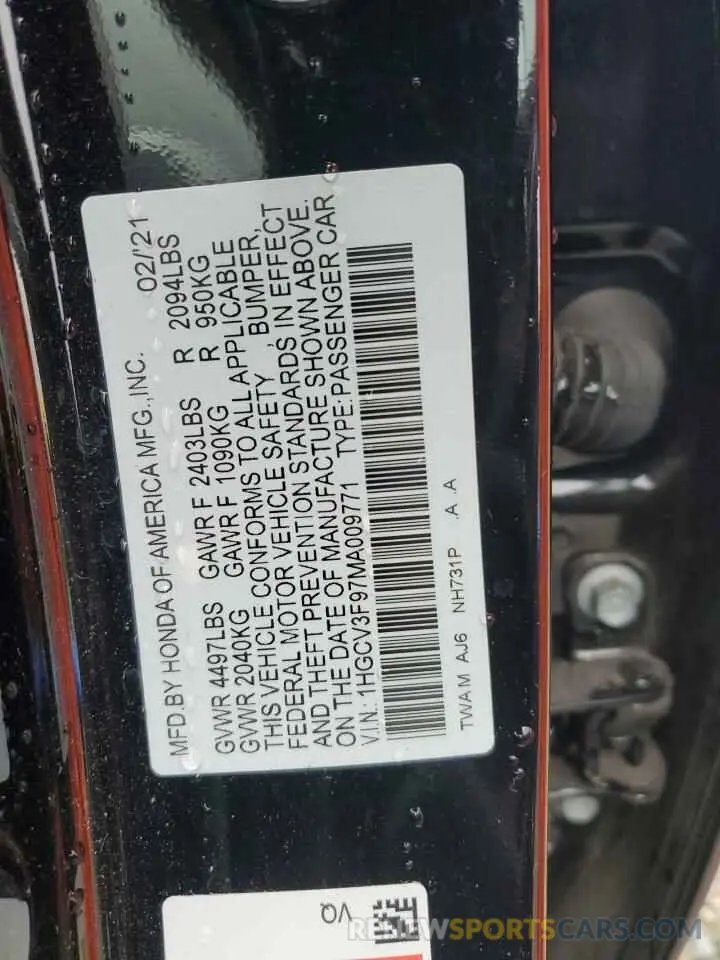 MFD.BY HONDA OF AMERICA MFG.,INC. 02/'21
GVWR 4497LBS GAWR F 2403LBS R 2094LBS
GVWR 2040KG GAWR F 1090KG R 950KG
THIS VEHICLE CONFORMS TO ALL APPLICABLE
FEDERAL MOTOR VEHICLE SAFETY, BUMPER,
AND THEFT PREVENTION STANDARDS IN EFFECT
ON THE DATE OF MANUFACTURE SHOWN ABOVE.
V.I.N.: 1HGCV3F97MA009771 TYPE:PASSENGER CAR
TWA M AJ6 NH731P .A .A
VQ
RENEWSPORTSCARS.COM